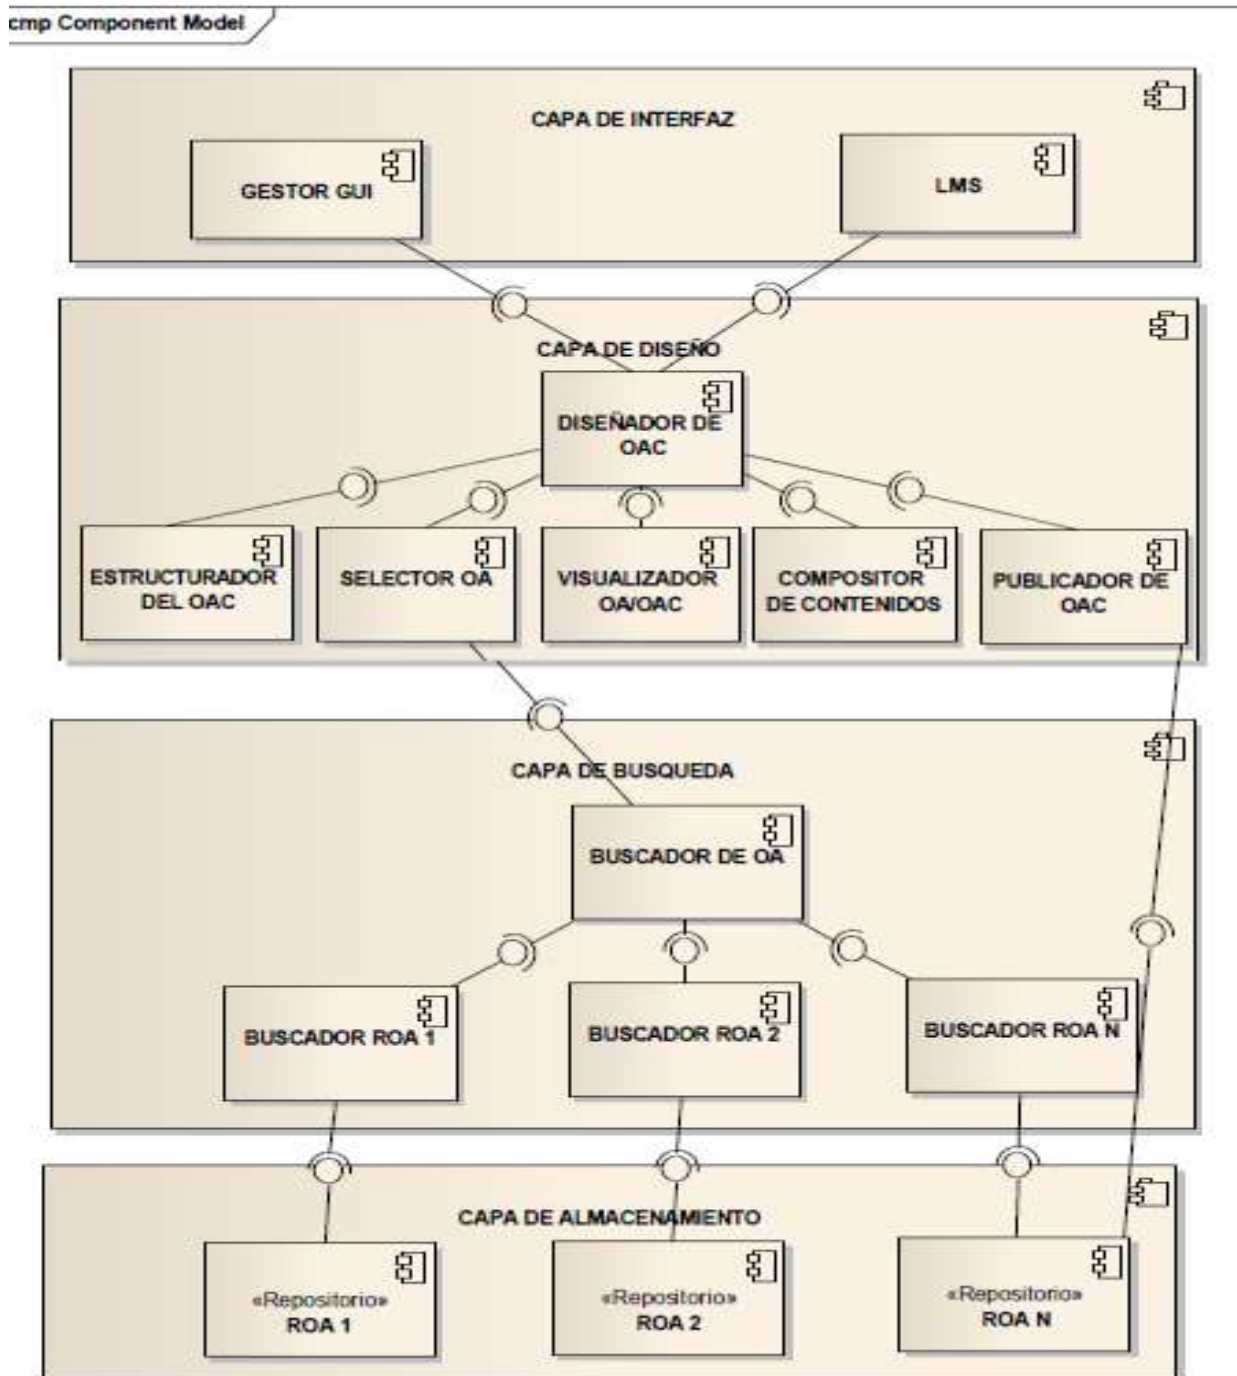 cmp Component Model
CAPA DE INTERFAZ
GESTOR GUI
LMS
CAPA DE DISEÑO
DISEÑADOR DE
OAC
ESTRUCTURADOR
DEL OAC
SELECTOR OA
VISUALIZADOR
OA/OAC
COMPOSITOR
DE CONTENIDOS
PUBLICADOR DE
OAC
CAPA DE BUSQUEDA
BUSCADOR DE OA
BUSCADOR ROA 1
BUSCADOR ROA 2
BUSCADOR ROA N
CAPA DE ALMACENAMIENTO
«Repositorio»
ROA 1
«Repositorio»
ROA 2
«Repositorio»
ROA N